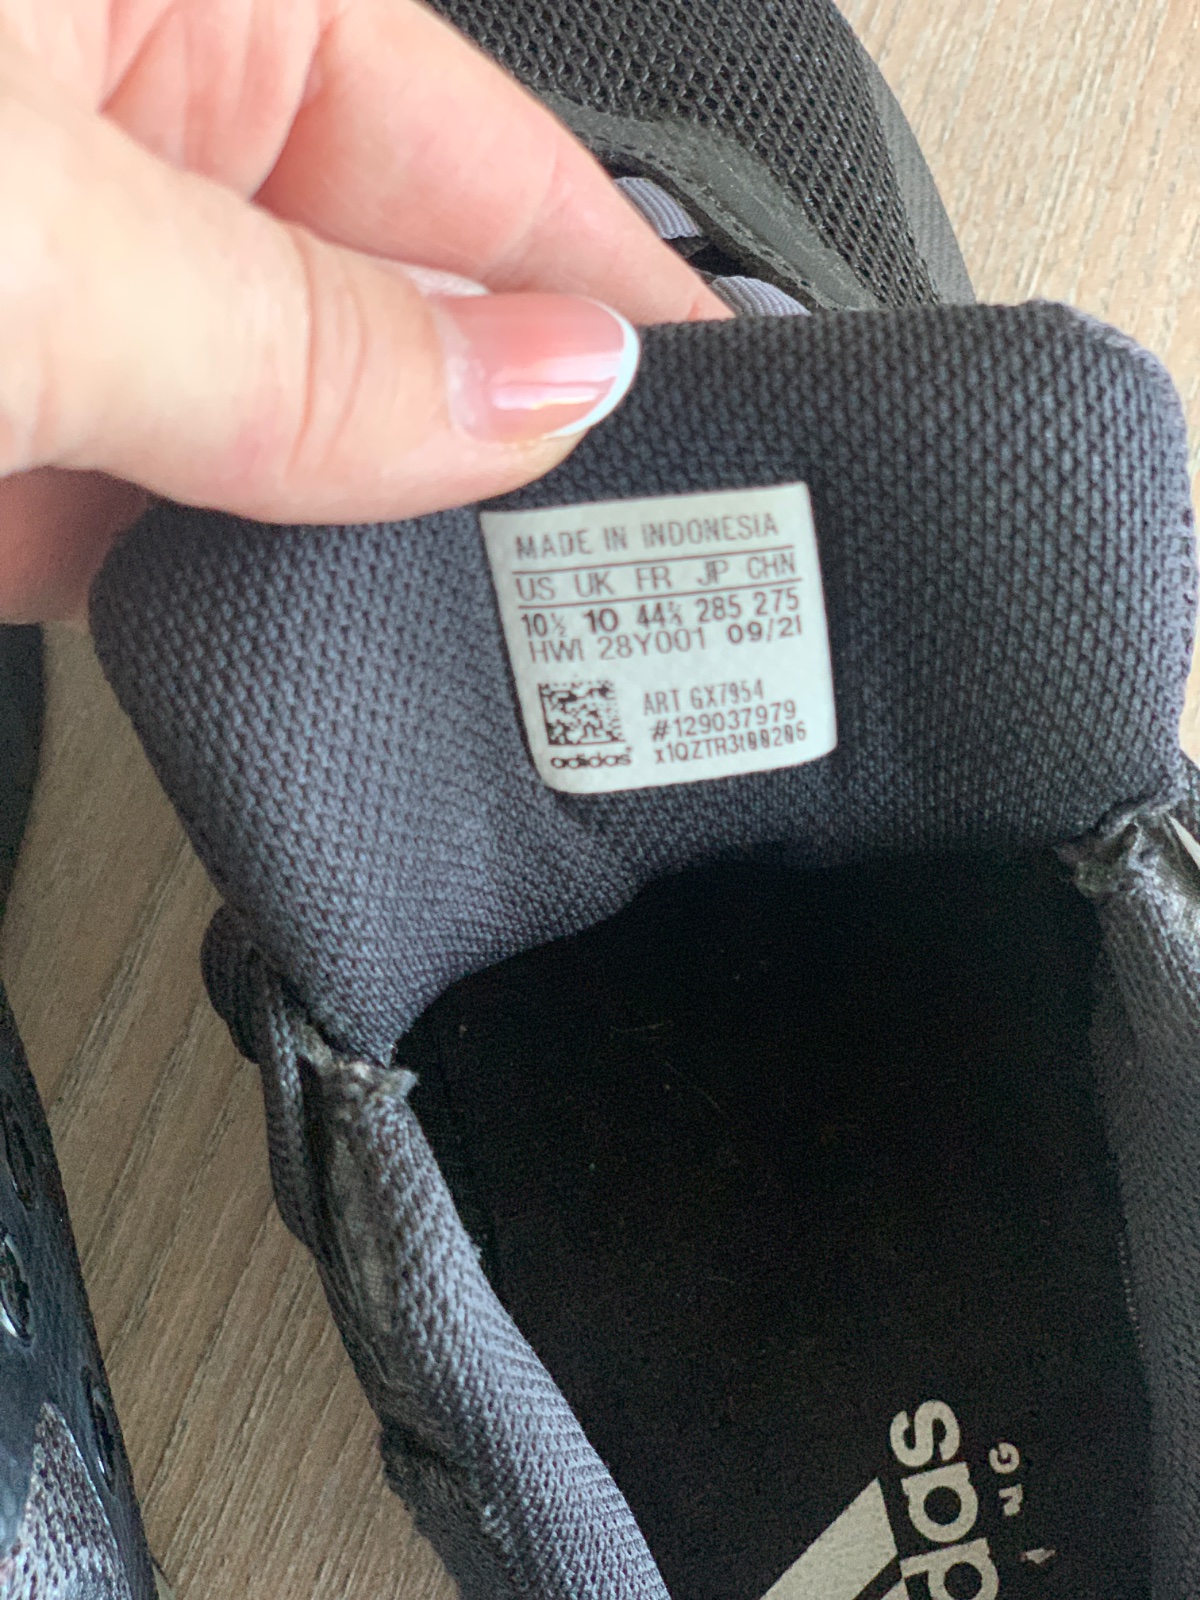 MADE IN INDONESIA
US UK FR JP CHN
10½ 10 44⅔ 285 275
HWI 28Y001 09/21
ART GX7954
#129037979
x1QZTR3t00206
adidas®
adidas